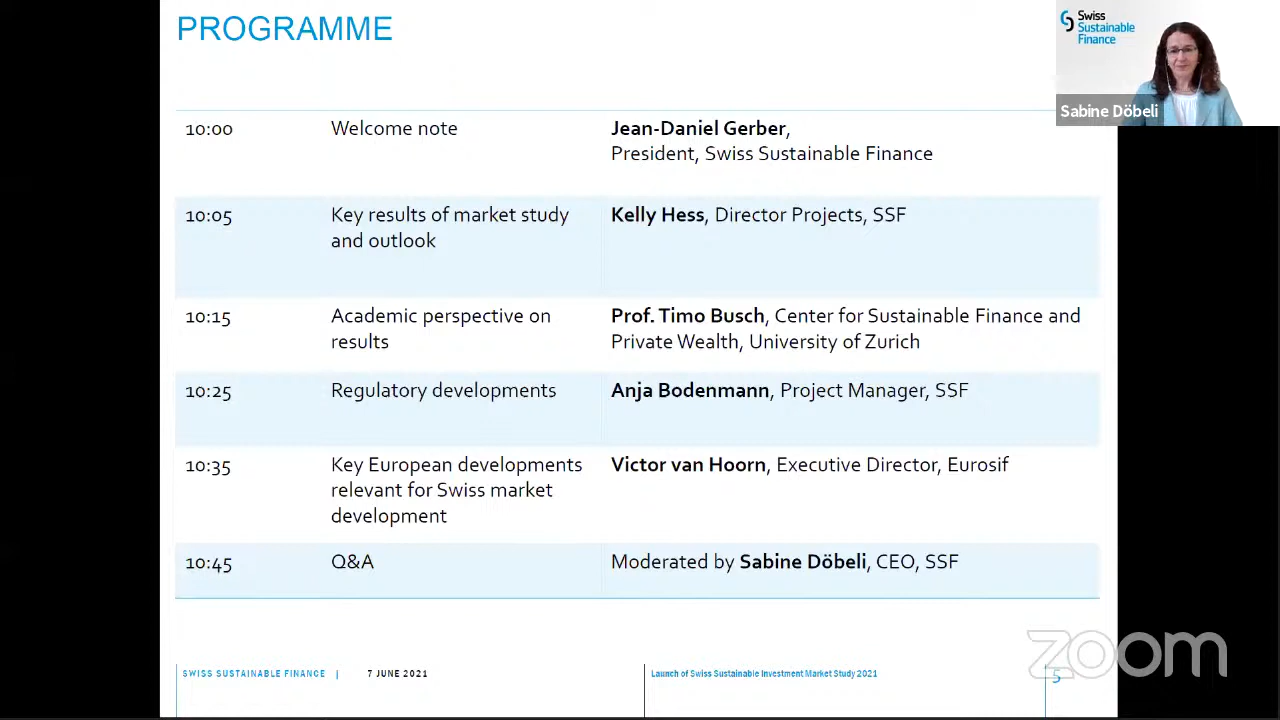 PROGRAMME
Swiss
Sustainable
Finance
Sabine Döbeli
10:00 Welcome note Jean-Daniel Gerber,
President, Swiss Sustainable Finance
10:05 Key results of market study Kelly Hess, Director Projects, SSF
and outlook
10:15 Academic perspective on Prof. Timo Busch, Center for Sustainable Finance and
results Private Wealth, University of Zurich
10:25 Regulatory developments Anja Bodenmann, Project Manager, SSF
10:35 Key European developments Victor van Hoorn, Executive Director, Eurosif
relevant for Swiss market
development
10:45 Q&A Moderated by Sabine Döbeli, CEO, SSF
zoom
SWISS SUSTAINABLE FINANCE | 7 JUNE 2021 Launch of Swiss Sustainable Investment Market Study 2021 5